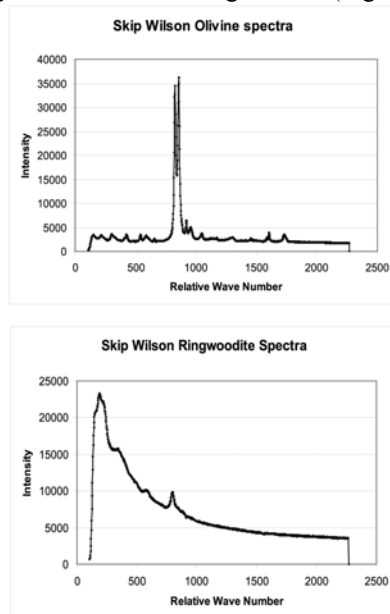 Skip Wilson Olivine spectra
40000
35000
30000
25000
20000
15000
10000
5000
0
Intensity
0 500 1000 1500 2000 2500
Relative Wave Number
Skip Wilson Ringwoodite Spectra
25000
20000
15000
10000
5000
0
Intensity
0 500 1000 1500 2000 2500
Relative Wave Number